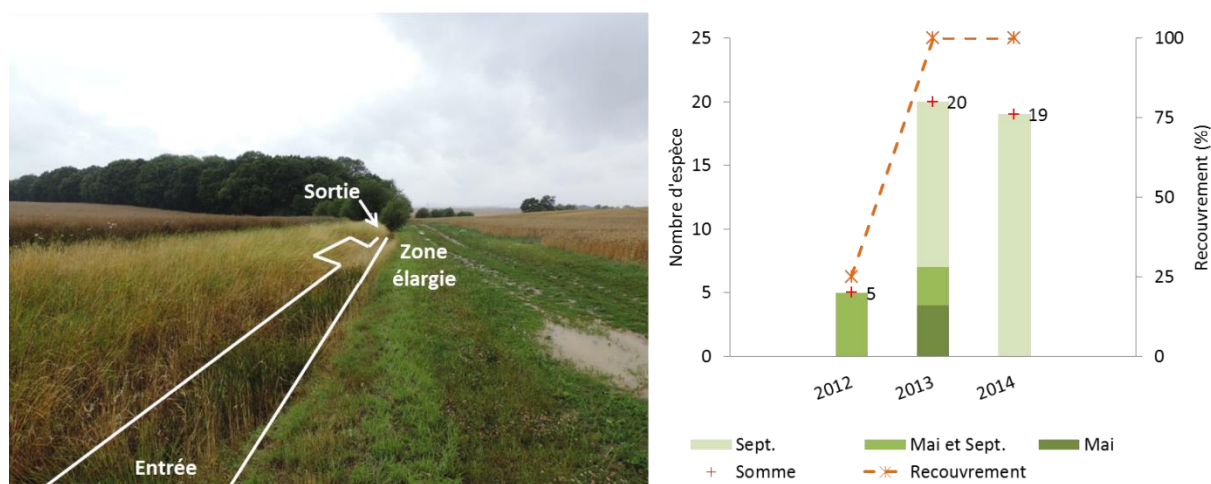 Sortie
Zone
élargie
Entrée
Nombre d'espèce
25
20
15
10
5
0
5
20
19
100
75
50
25
0
Recouvrement (%)
2012
2013
2014
Sept.
Mai et Sept.
Mai
Somme
Recouvrement